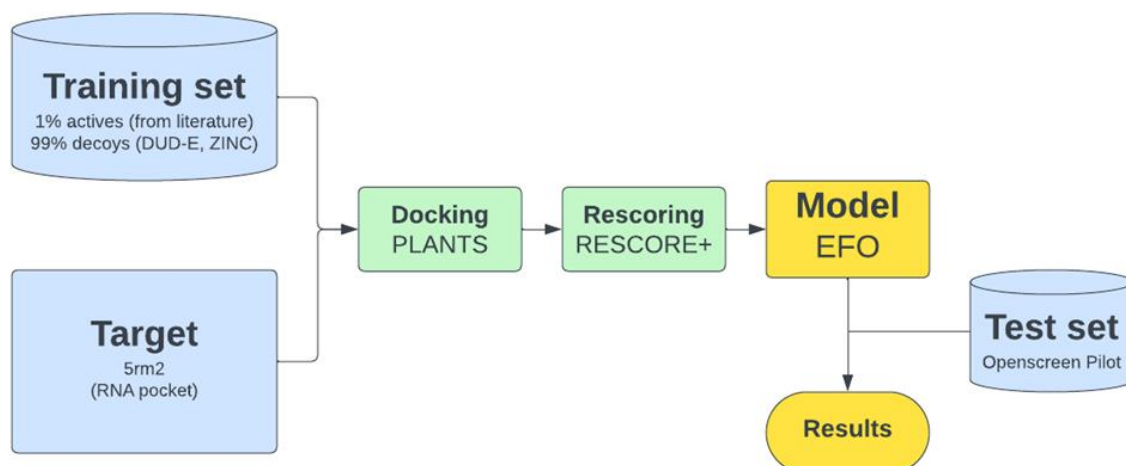 Training set
1% actives (from literature)
99% decoys (DUD-E, ZINC)
Target
5rm2
(RNA pocket)
Docking
PLANTS
Rescoring
RESCORE+
Model
EFO
Test set
Openscreen Pilot
Results